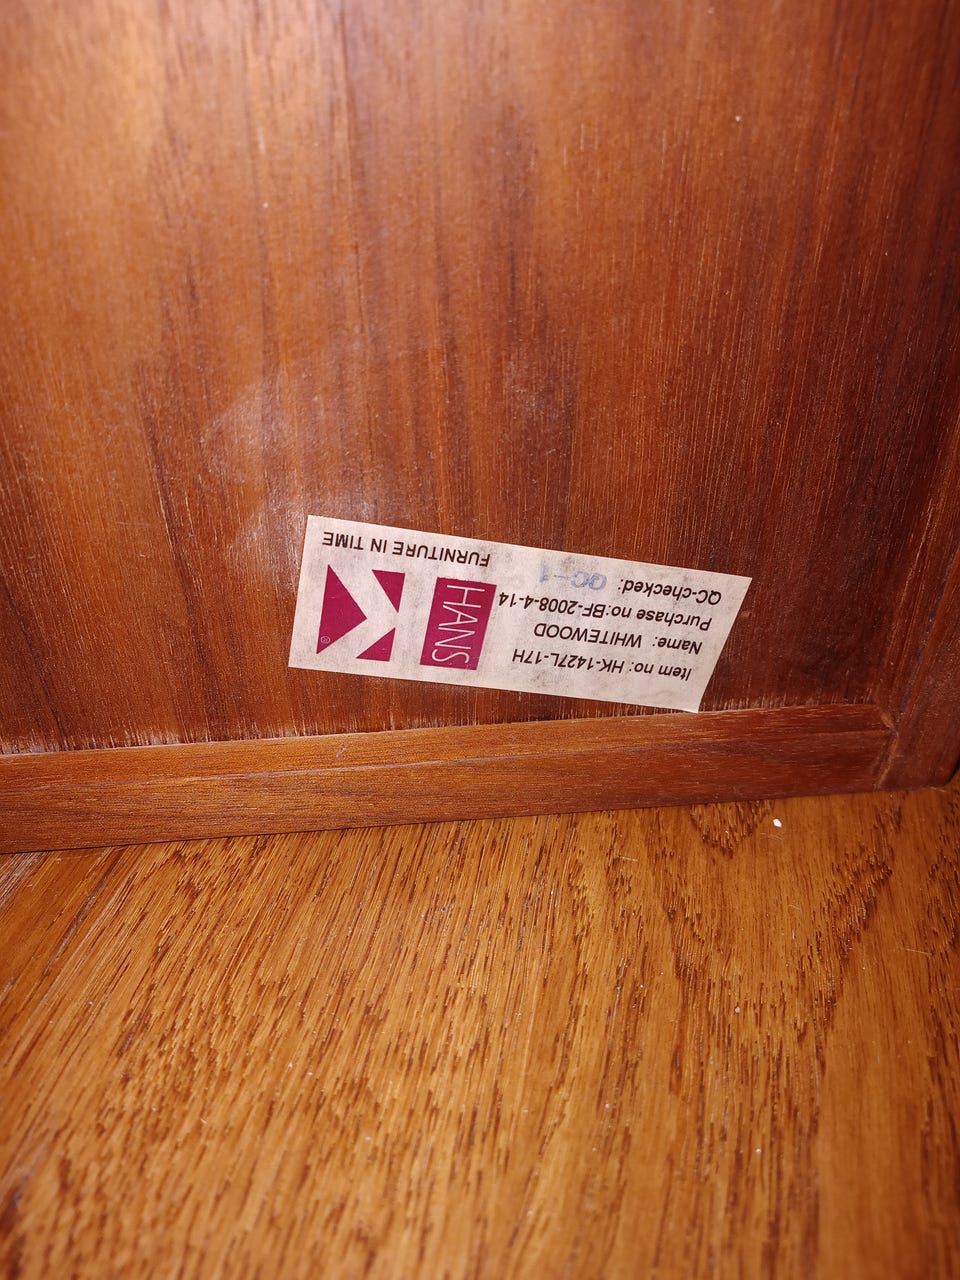 Item no: HK-1427L-17H
Name: WHITEWOOD
Purchase no:BF-2008-4-14
QC-checked: QC-1
HANS
K
®
FURNITURE IN TIME